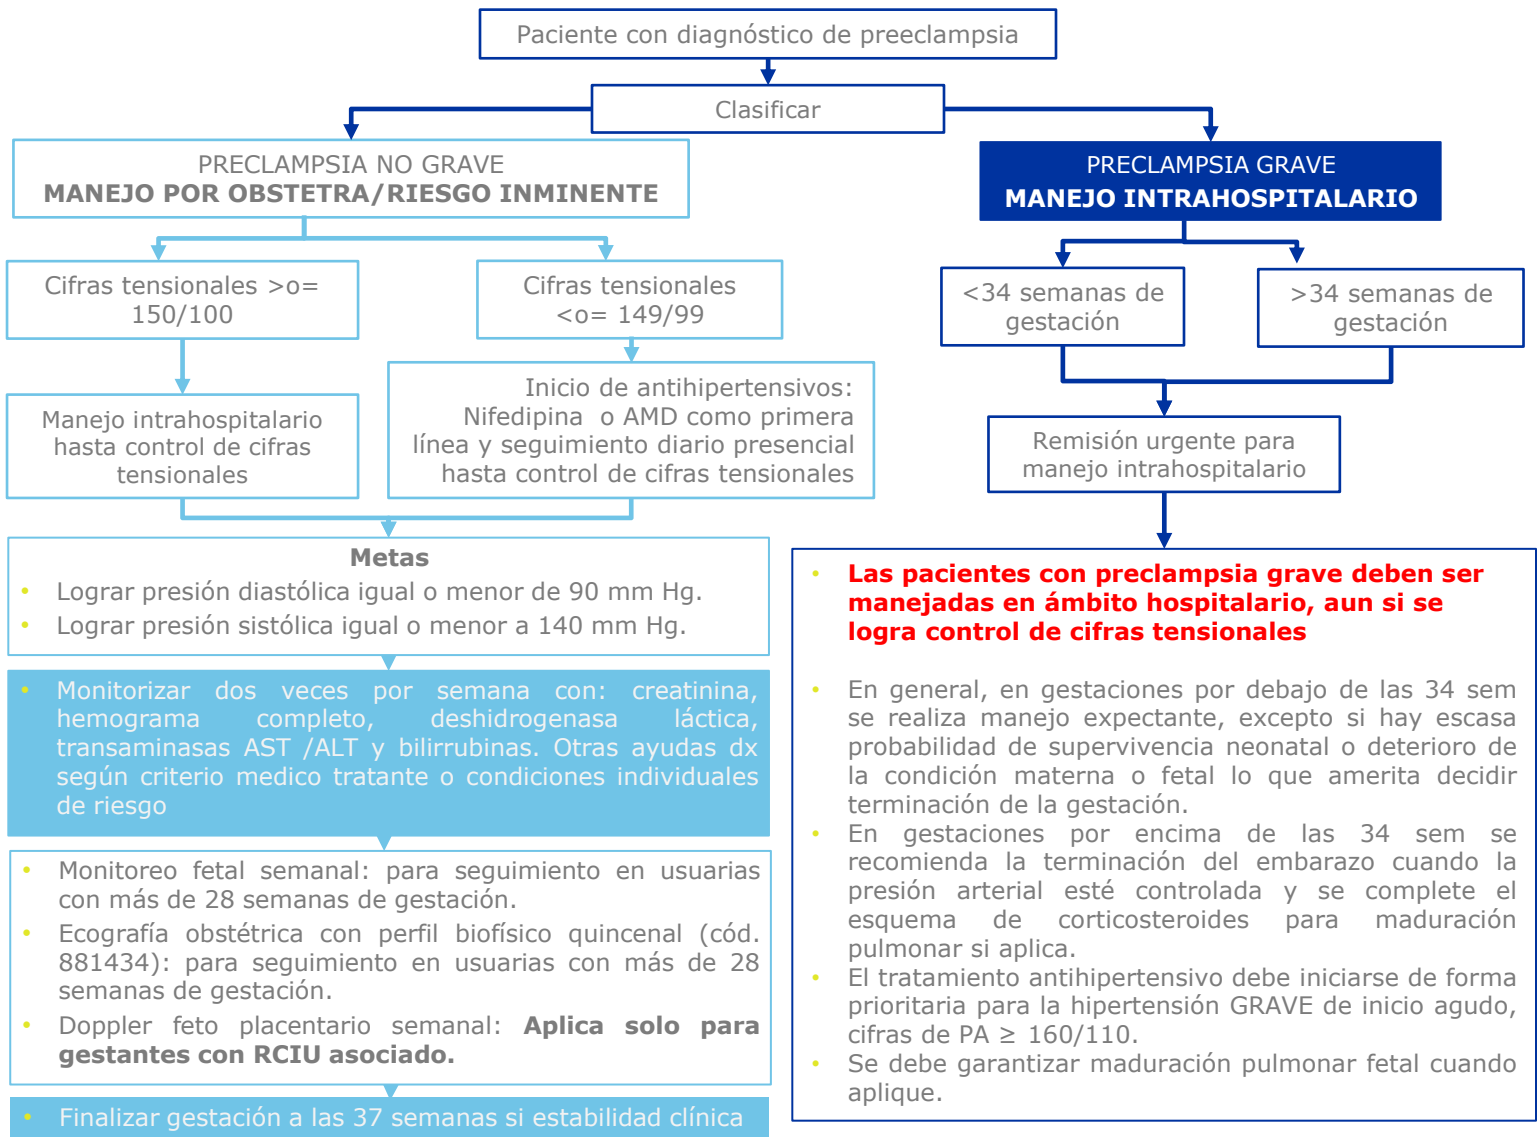 Paciente con diagnóstico de preeclampsia
Clasificar
PRECLAMPSIA NO GRAVE
MANEJO POR OBSTETRA/RIESGO INMINENTE
PRECLAMPSIA GRAVE
MANEJO INTRAHOSPITALARIO
Cifras tensionales >o=
150/100
Cifras tensionales
<o= 149/99
<34 semanas de
gestación
>34 semanas de
gestación
Manejo intrahospitalario
hasta control de cifras
tensionales
Inicio de antihipertensivos:
Nifedipina o AMD como primera
línea y seguimiento diario presencial
hasta control de cifras tensionales
Remisión urgente para
manejo intrahospitalario
Metas
• Lograr presión diastólica igual o menor de 90 mm Hg.
• Lograr presión sistólica igual o menor a 140 mm Hg.
• Monitorizar dos veces por semana con: creatinina,
hemograma completo, deshidrogenasa láctica,
transaminasas AST /ALT y bilirrubinas. Otras ayudas dx
según criterio medico tratante o condiciones individuales
de riesgo
• Monitoreo fetal semanal: para seguimiento en usuarias
con más de 28 semanas de gestación.
• Ecografía obstétrica con perfil biofísico quincenal (cód.
881434): para seguimiento en usuarias con más de 28
semanas de gestación.
• Doppler feto placentario semanal: Aplica solo para
gestantes con RCIU asociado.
• Finalizar gestación a las 37 semanas si estabilidad clínica
• Las pacientes con preclampsia grave deben ser
manejadas en ámbito hospitalario, aun si se
logra control de cifras tensionales
• En general, en gestaciones por debajo de las 34 sem
se realiza manejo expectante, excepto si hay escasa
probabilidad de supervivencia neonatal o deterioro de
la condición materna o fetal lo que amerita decidir
terminación de la gestación.
• En gestaciones por encima de las 34 sem se
recomienda la terminación del embarazo cuando la
presión arterial esté controlada y se complete el
esquema de corticosteroides para maduración
pulmonar si aplica.
• El tratamiento antihipertensivo debe iniciarse de forma
prioritaria para la hipertensión GRAVE de inicio agudo,
cifras de PA ≥ 160/110.
• Se debe garantizar maduración pulmonar fetal cuando
aplique.